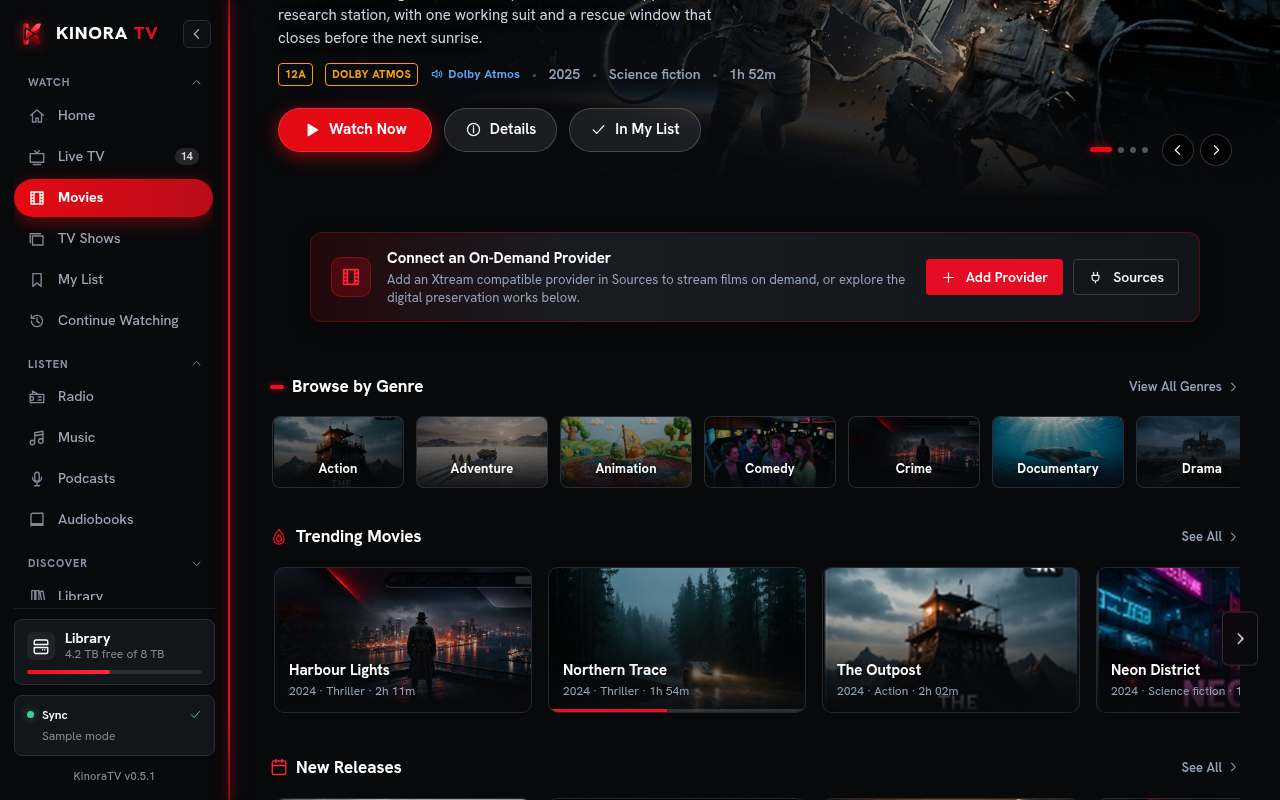 KINORA TV
WATCH
Home
Live TV
14
Movies
TV Shows
My List
Continue Watching
LISTEN
Radio
Music
Podcasts
Audiobooks
DISCOVER
Library
Library
4.2 TB free of 8 TB
Sync
Sample mode
KinoraTV v0.5.1
research station, with one working suit and a rescue window that
closes before the next sunrise.
12A
DOLBY ATMOS
Dolby Atmos
2025
Science fiction
1h 52m
Watch Now
Details
In My List
Connect an On-Demand Provider
Add an Xtream compatible provider in Sources to stream films on demand, or explore the
digital preservation works below.
Add Provider
Sources
Browse by Genre
View All Genres
Action
THE
Adventure
Animation
Comedy
Crime
Documentary
Drama
Trending Movies
See All
Harbour Lights
2024 · Thriller · 2h 11m
Northern Trace
2024 · Thriller · 1h 54m
The Outpost
2024 · Action · 2h 02m
THE
Neon District
2024 · Science fiction · 1
New Releases
See All